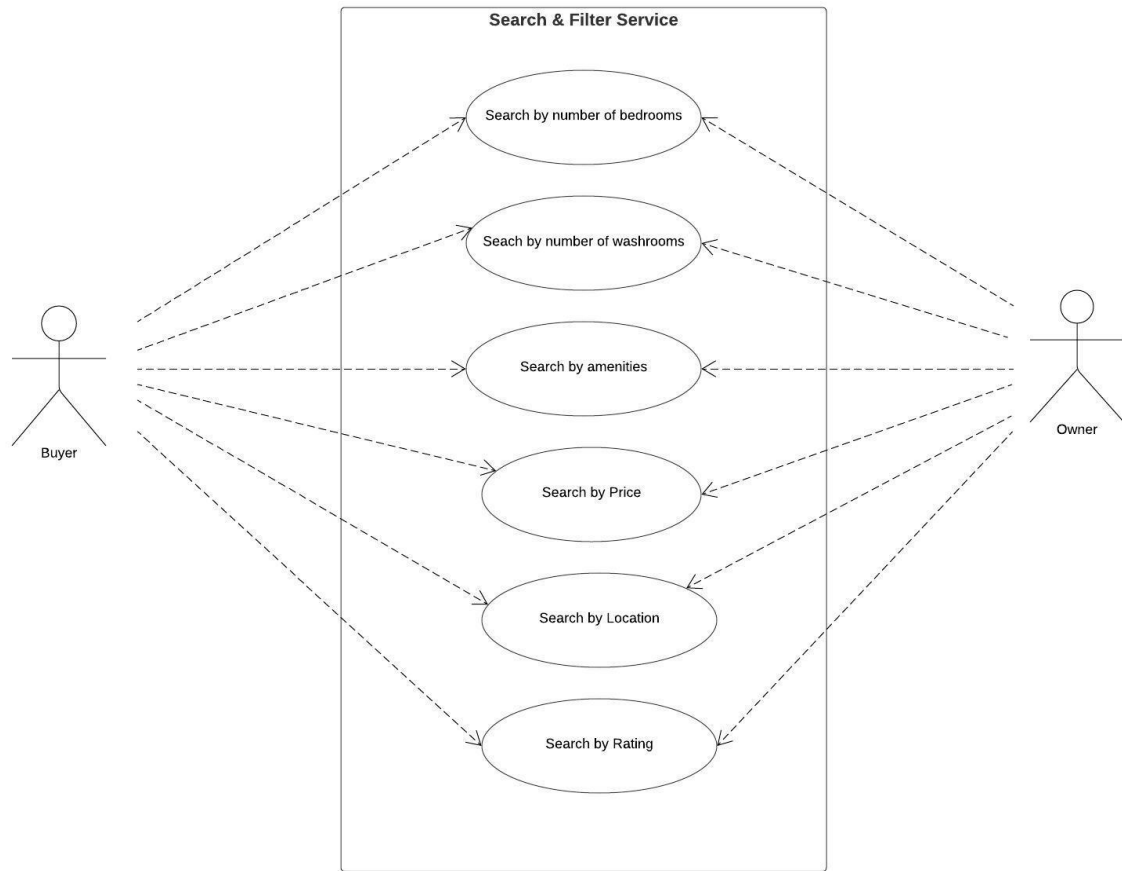 Search & Filter Service
Search by number of bedrooms
Seach by number of washrooms
Search by amenities
Buyer
Owner
Search by Price
Search by Location
Search by Rating